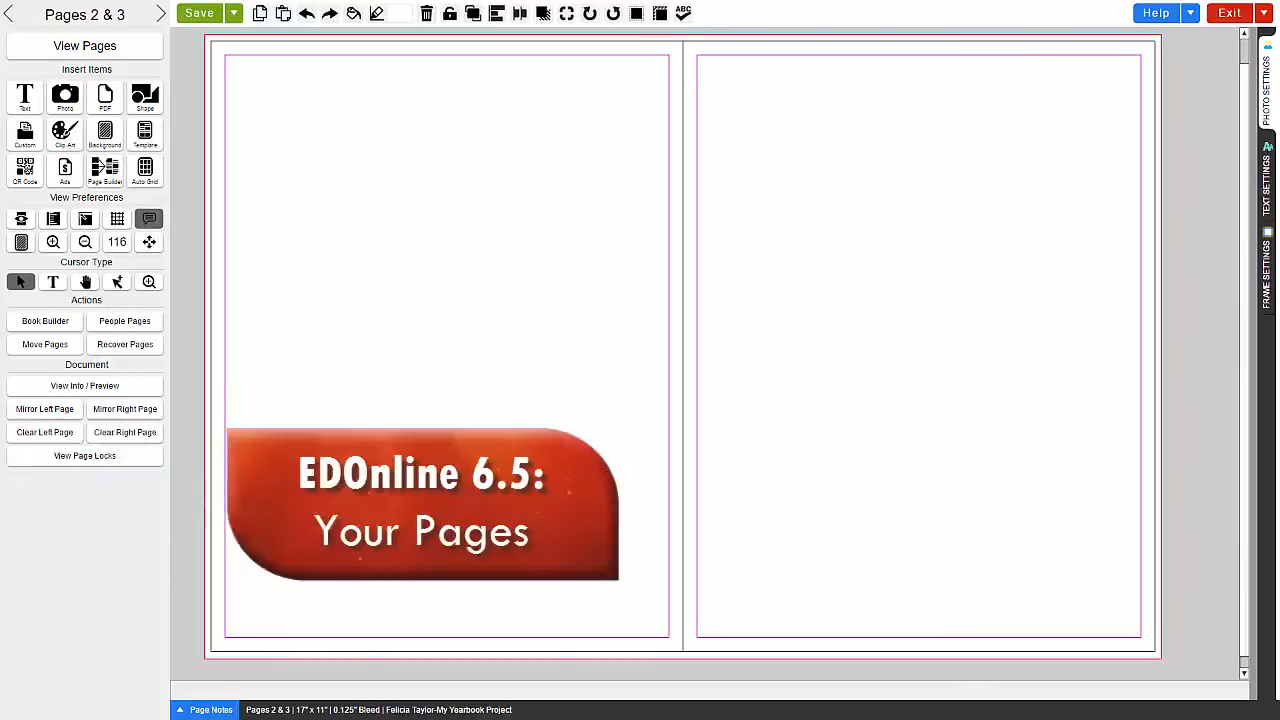 Pages 2 & 3
Save
Help
Exit
View Pages
Insert Items
Text
Photo
PDF
Shape
Custom
Clip Art
Background
Template
QR Code
Ads
Page Builder
Auto Grid
View Preferences
116
Cursor Type
T
Actions
Book Builder
People Pages
Move Pages
Recover Pages
Document
View Info / Preview
Mirror Left Page
Mirror Right Page
Clear Left Page
Clear Right Page
View Page Locks
ABC
EDOnline 6.5:
Your Pages
PHOTO SETTINGS
TEXT SETTINGS
FRAME SETTINGS
Page Notes
Pages 2 & 3 | 17" x 11" | 0.125" Bleed | Felicia Taylor-My Yearbook Project